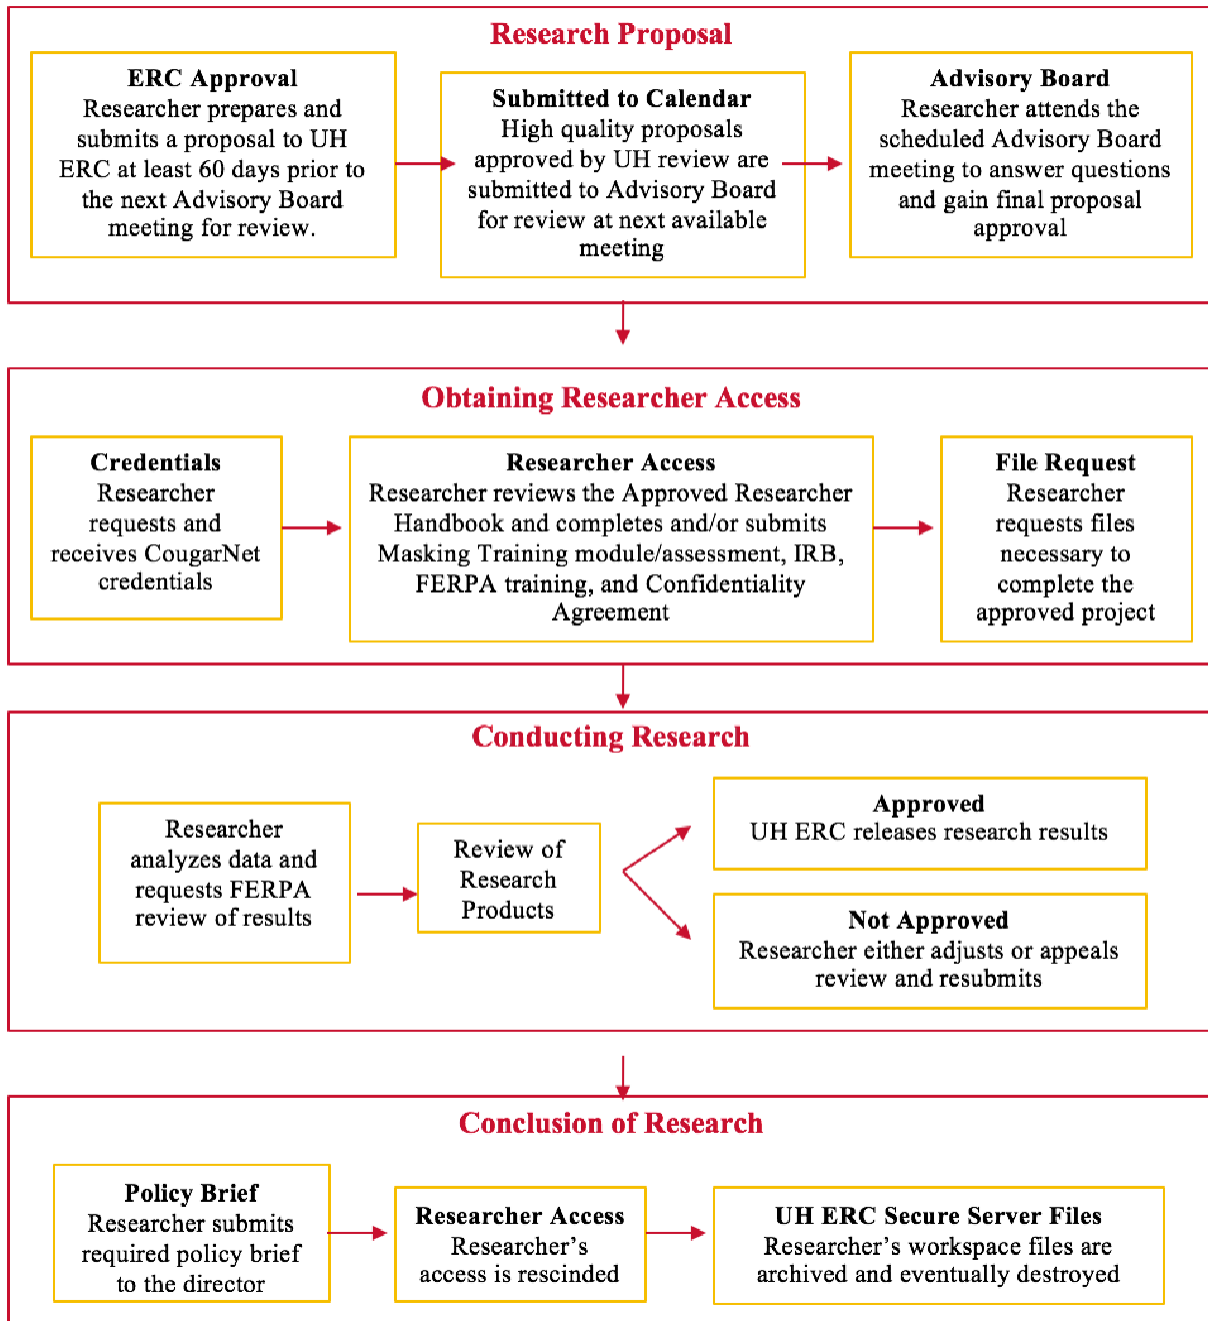 Research Proposal
ERC Approval
Researcher prepares and
submits a proposal to UH
ERC at least 60 days prior to
the next Advisory Board
meeting for review.
Submitted to Calendar
High quality proposals
approved by UH review are
submitted to Advisory Board
for review at next available
meeting
Advisory Board
Researcher attends the
scheduled Advisory Board
meeting to answer questions
and gain final proposal
approval
Obtaining Researcher Access
Credentials
Researcher
requests and
receives CougarNet
credentials
Researcher Access
Researcher reviews the Approved Researcher
Handbook and completes and/or submits
Masking Training module/assessment, IRB,
FERPA training, and Confidentiality
Agreement
File Request
Researcher
requests files
necessary to
complete the
approved project
Conducting Research
Researcher
analyzes data and
requests FERPA
review of results
Review of
Research
Products
Approved
UH ERC releases research results
Not Approved
Researcher either adjusts or appeals
review and resubmits
Conclusion of Research
Policy Brief
Researcher submits
required policy brief
to the director
Researcher Access
Researcher’s
access is rescinded
UH ERC Secure Server Files
Researcher’s workspace files are
archived and eventually destroyed